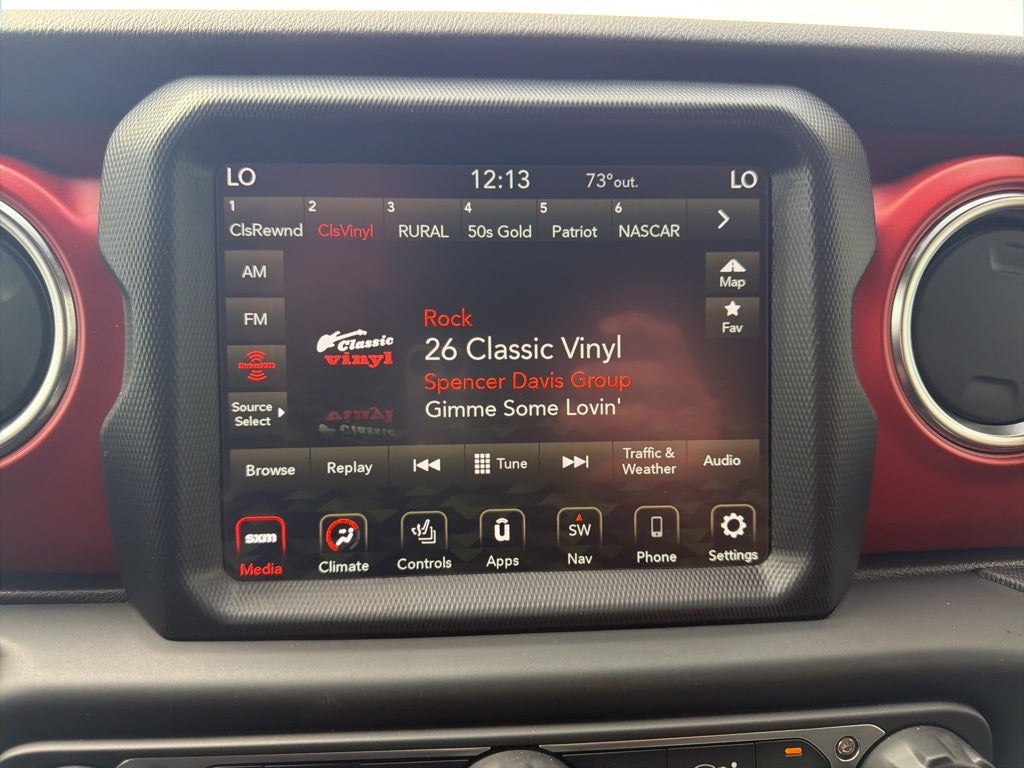 LO 12:13 73°out. LO
1 2 3 4 5 6
ClsRewnd ClsVinyl RURAL 50s Gold Patriot NASCAR
AM
Map
FM
Fav
SiriusXM
Source
Select
Classic
vinyl
Rock
26 Classic Vinyl
Spencer Davis Group
Gimme Some Lovin'
Browse Replay Tune Traffic &
Weather Audio
sxm SW
Media Climate Controls Apps Nav Phone Settings